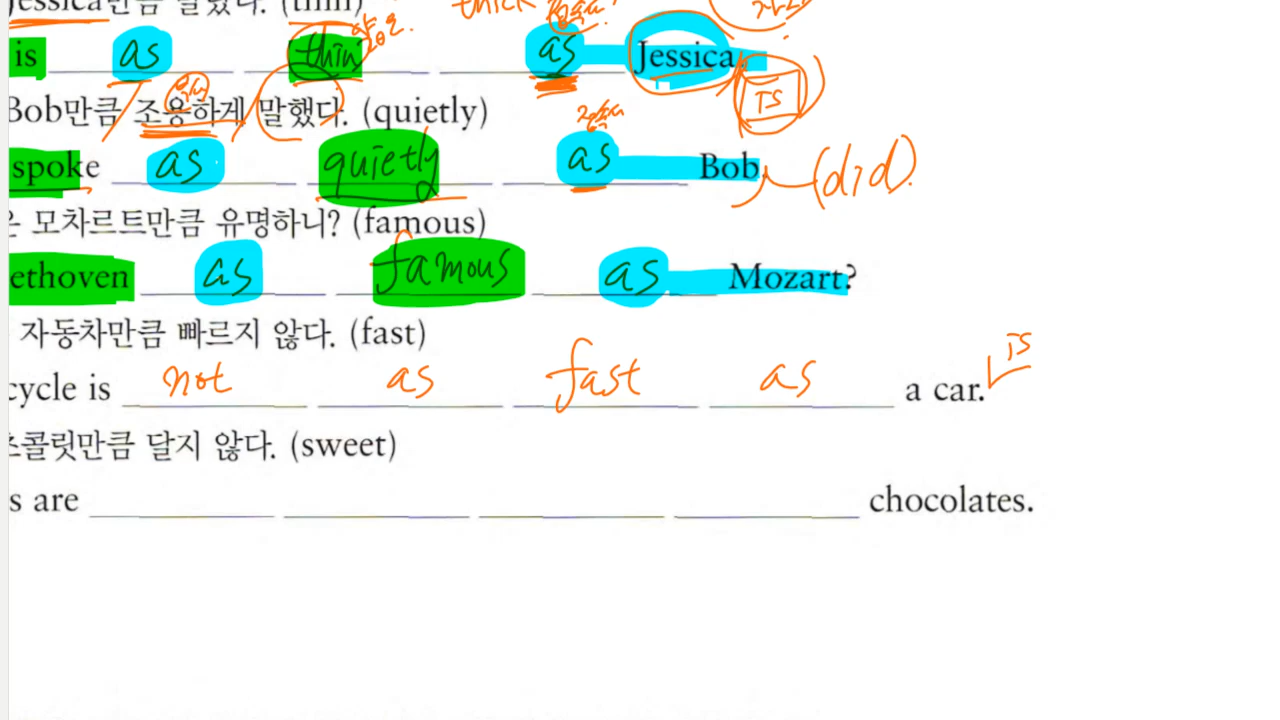 Jessica만큼 말랐다. (thin) thick
is as thin as Jessica. is
Bob만큼 조용하게 말했다. (quietly)
spoke as quietly as Bob (did).
은 모차르트만큼 유명하니? (famous)
ethoven as famous as Mozart?
자동차만큼 빠르지 않다. (fast)
cycle is not as fast as a car. is
초콜릿만큼 달지 않다. (sweet)
s are chocolates.